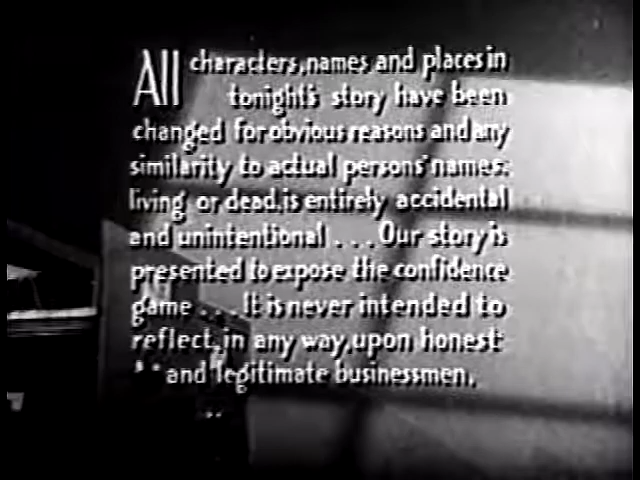 All characters, names and places in
tonight's story have been
changed for obvious reasons and any
similarity to actual persons' names,
living or dead, is entirely accidental
and unintentional . . . Our story is
presented to expose the confidence
game . . . It is never intended to
reflect, in any way, upon honest
and legitimate businessmen.